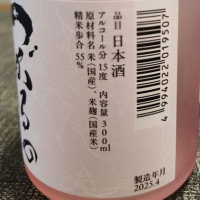 品目 日本酒
アルコール分 15度 内容量 300ml
原材料名 米(国産)、米麹(国産米)
精米歩合 55%
4 994022 019507
製造年月
2025.4